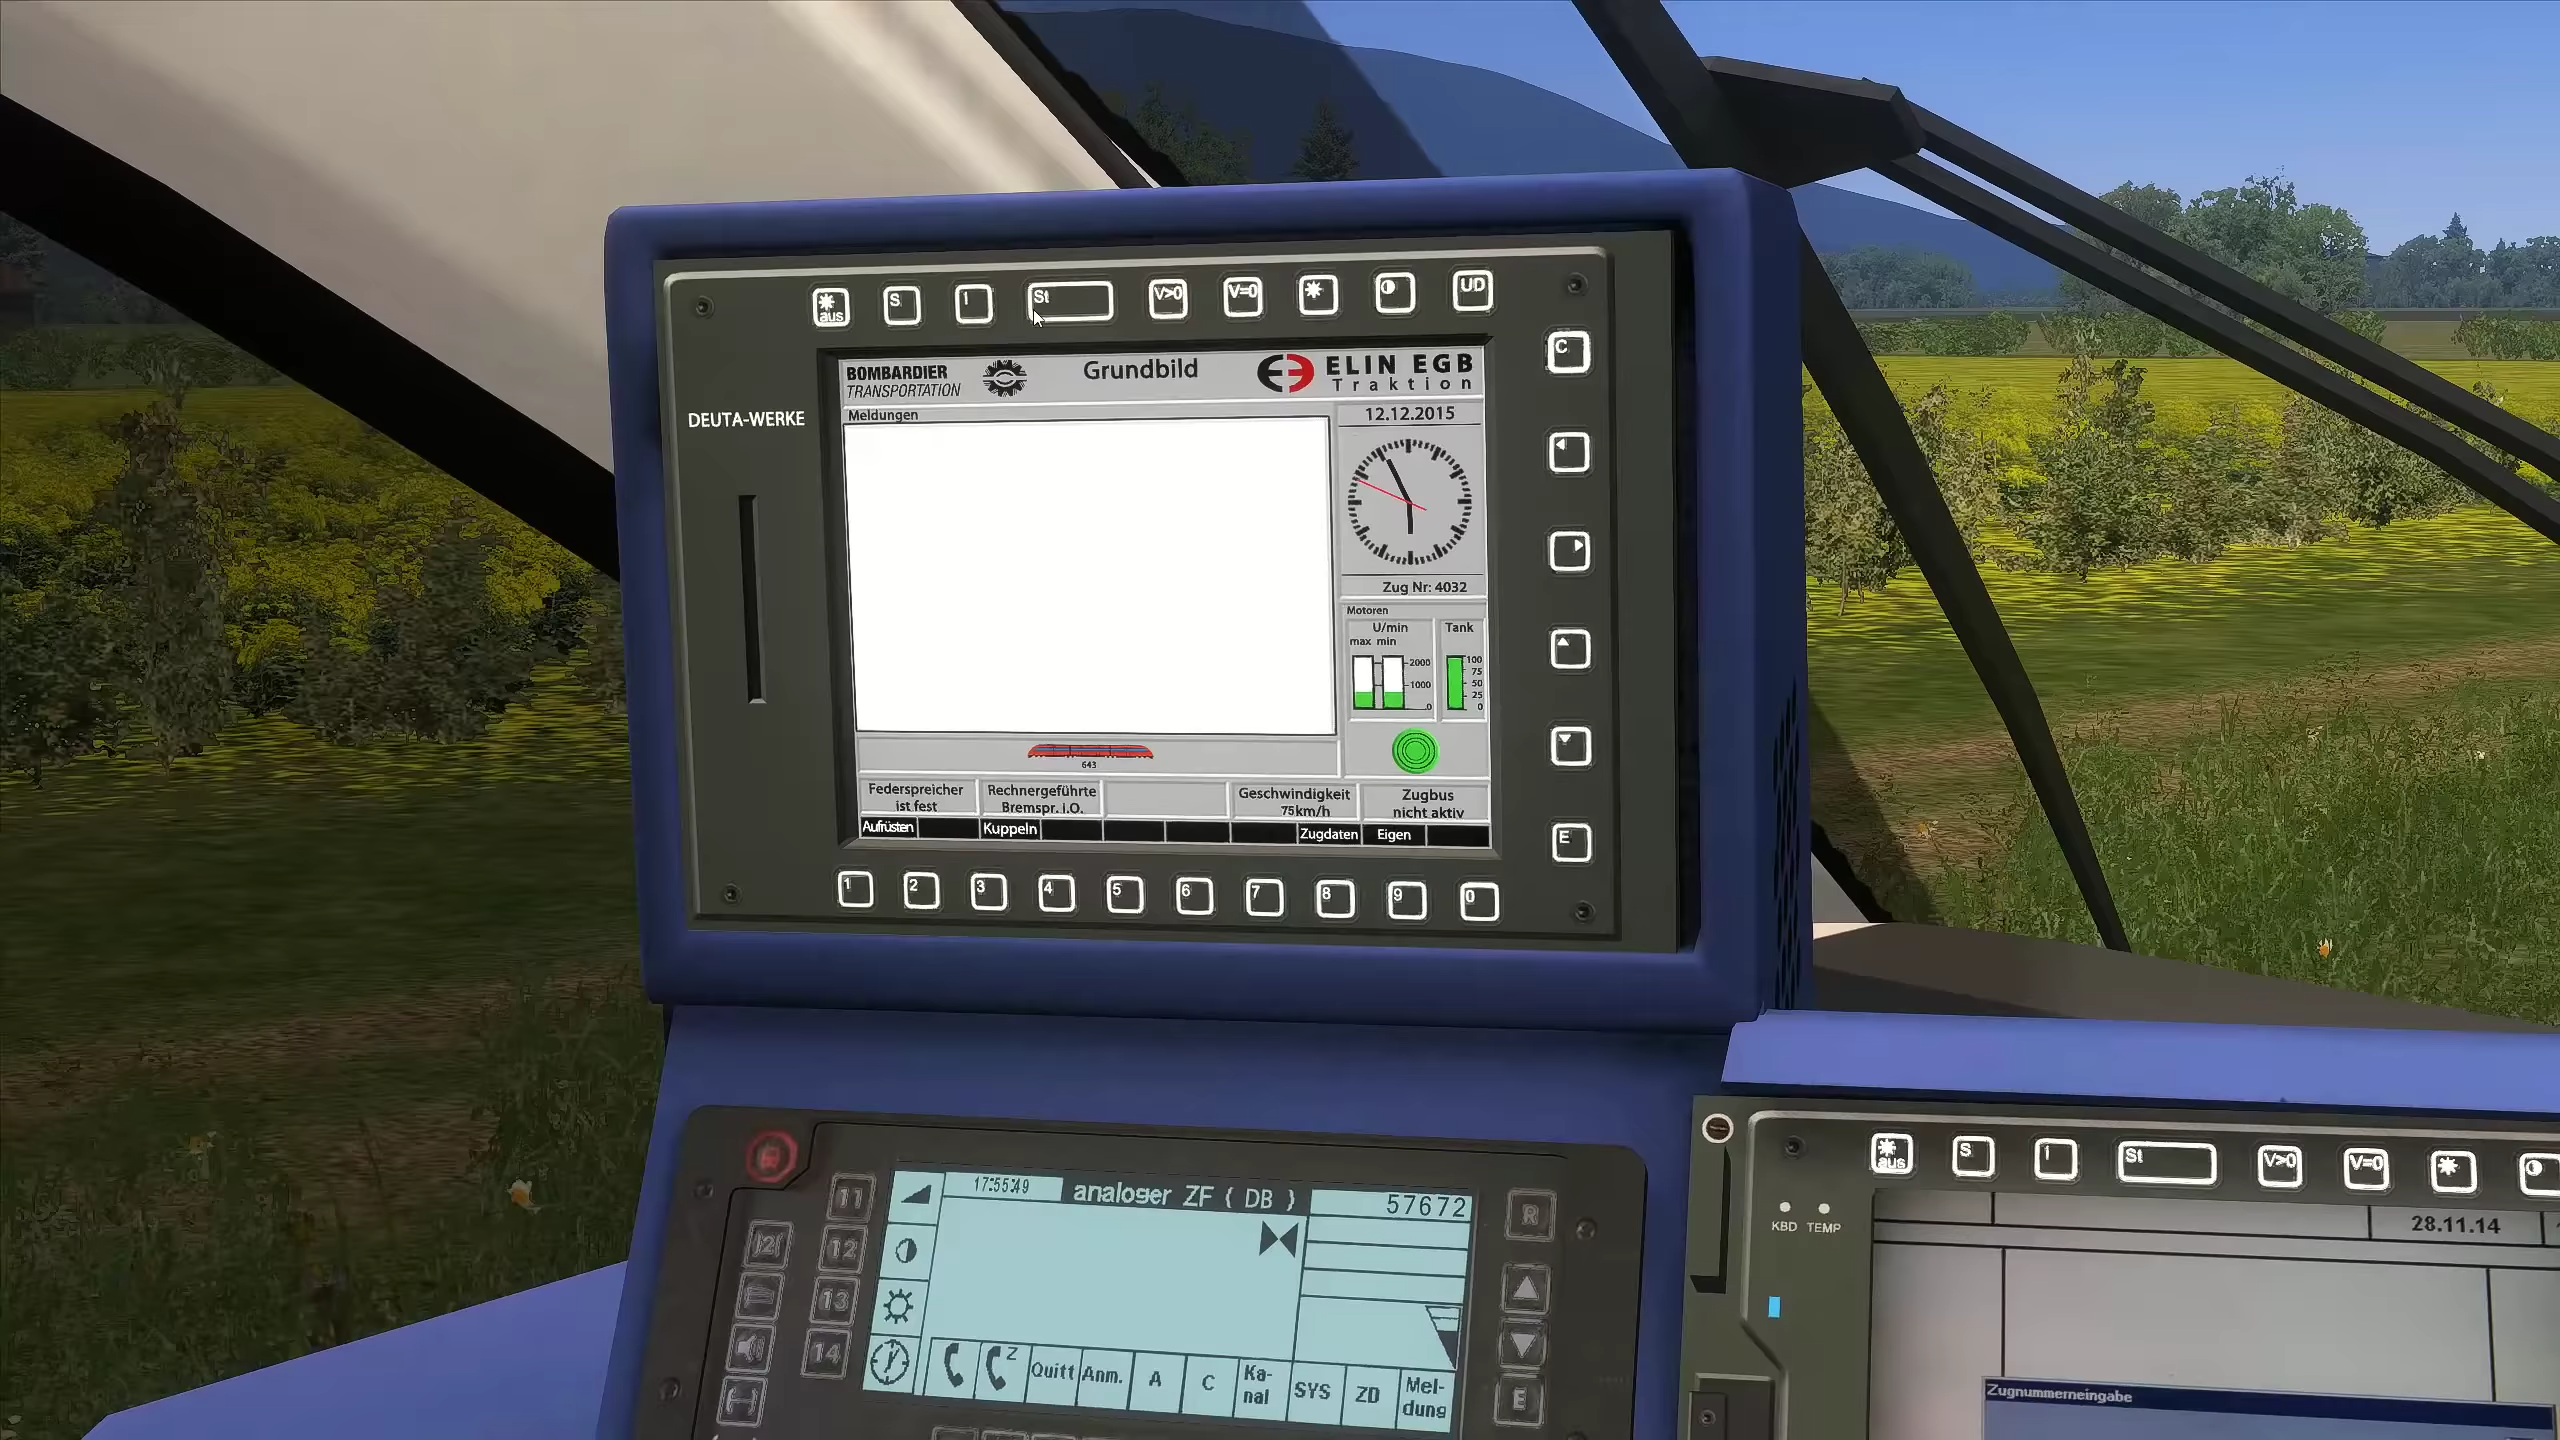 aus S I St V>0 V=0 UD
C
BOMBARDIER
TRANSPORTATION
Grundbild
ELIN EGB
Traktion
DEUTA-WERKE
Meldungen
12.12.2015
Zug Nr: 4032
Motoren
U/min
max min
2000
1000
0
Tank
100
75
50
25
0
643
Federspreicher
ist fest
Rechnergeführte
Bremspr. i.O.
Geschwindigkeit
75km/h
Zugbus
nicht aktiv
Aufrüsten Kuppeln Zugdaten Eigen
E
1 2 3 4 5 6 7 8 9 0
11
12
13
14
17:55:49
analoger ZF ( DB )
57672
Z
Quitt Anm. A C Ka-
nal
SYS ZD Mel-
dung
R
E
aus S I St V>0 V=0
KBD TEMP
28.11.14
Zugnummerneingabe